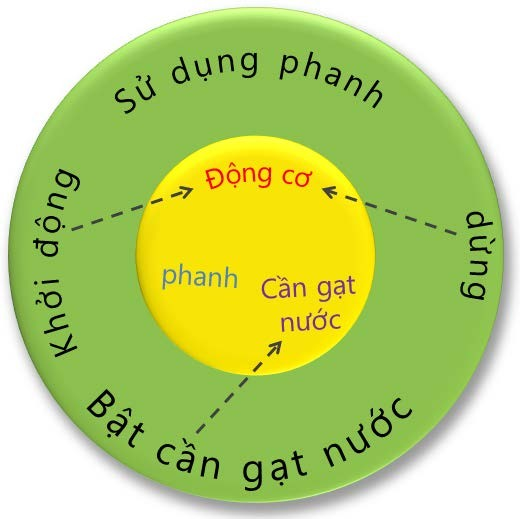 Sử dụng phanh
Động cơ
Khởi động
dừng
phanh
Cần gạt
nước
Bật cần gạt nước